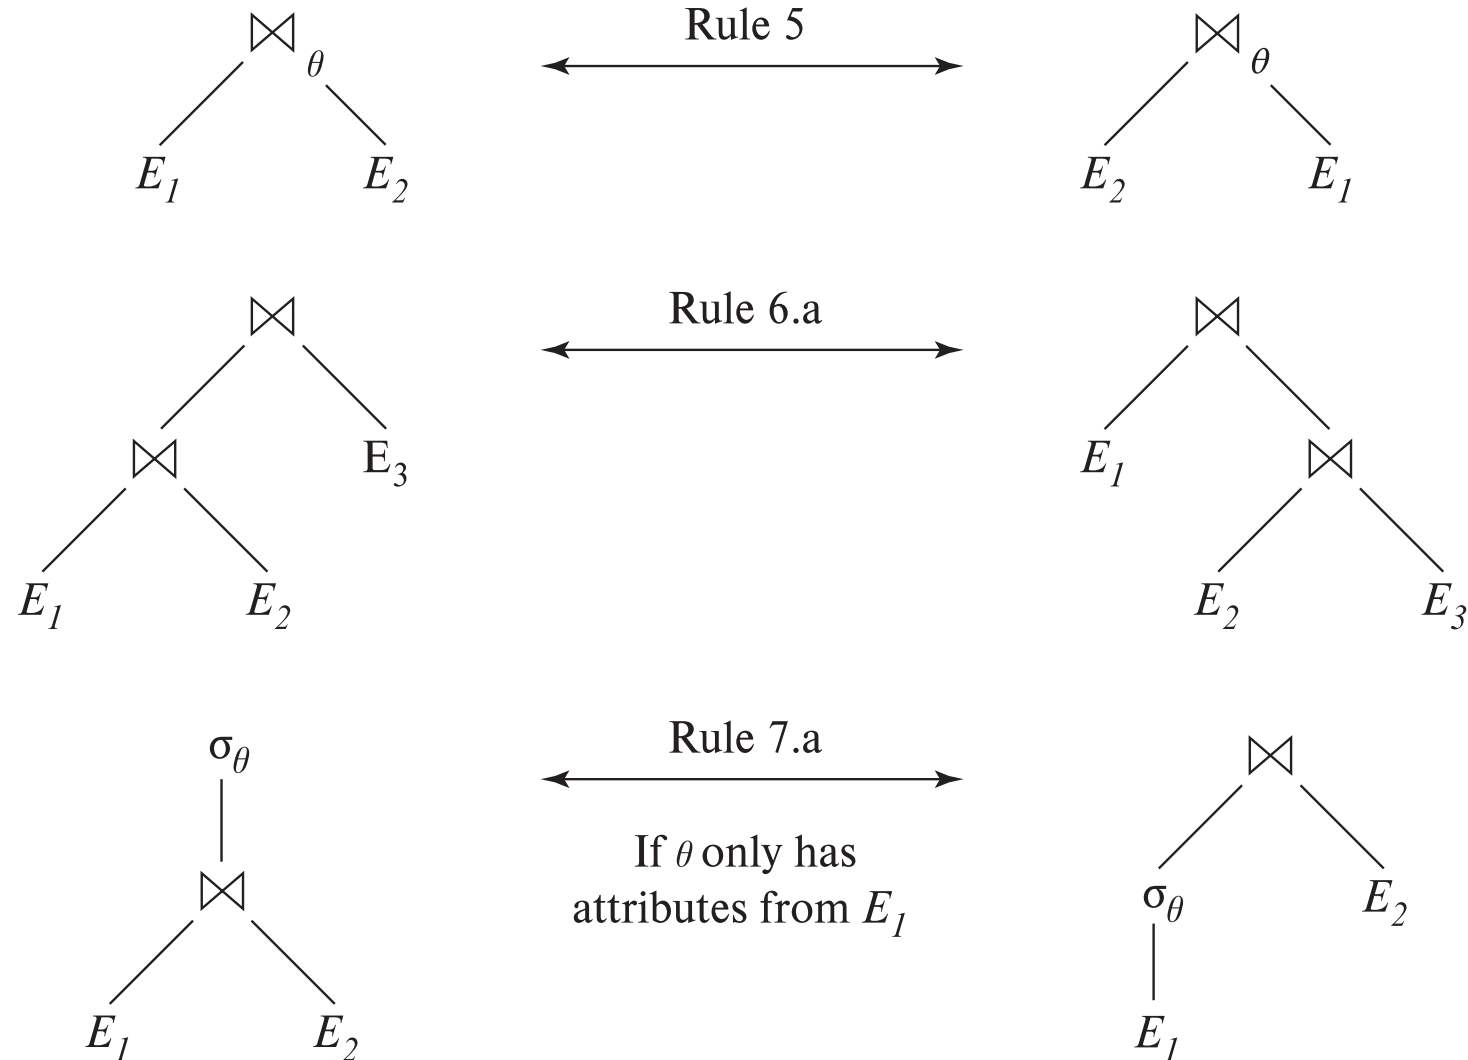 Rule 5
⋈θ ⋈θ
E1 E2 E2 E1
Rule 6.a
⋈ ⋈
⋈ E3 E1 ⋈
E1 E2 E2 E3
Rule 7.a
σθ ⋈
If θ only has
attributes from E1
⋈ σθ E2
E1 E2 E1